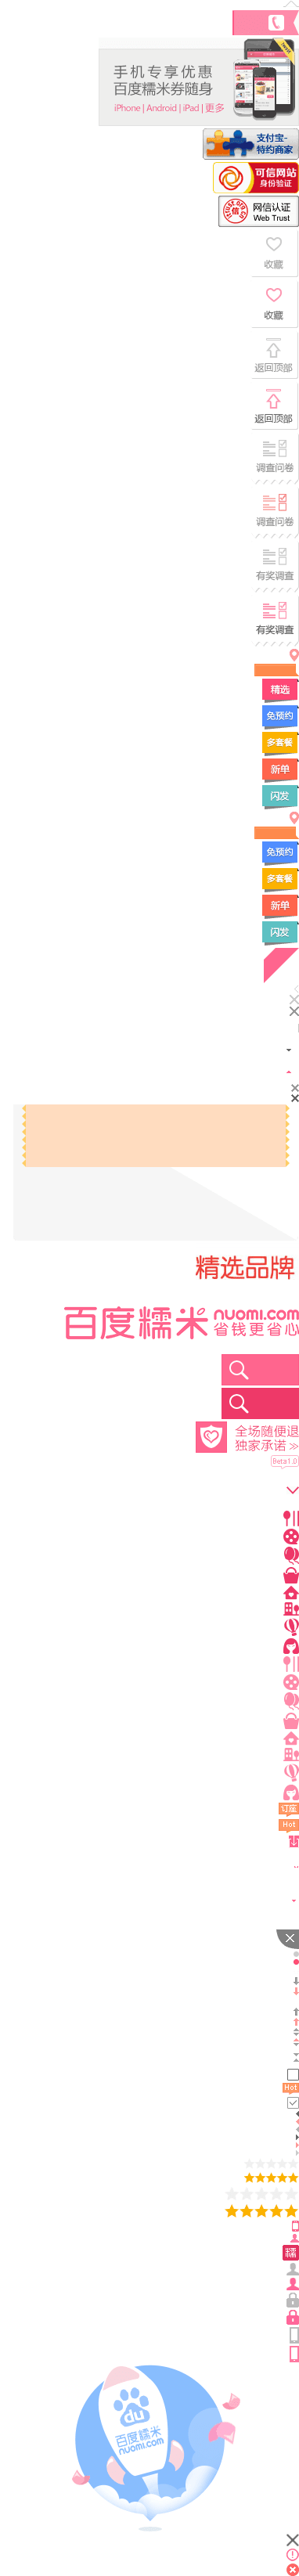 手机专享优惠
百度糯米券随身
iPhone | Android | iPad | 更多
支付宝-
特约商家
可信网站
身份验证
网信认证
Web Trust
收藏
收藏
返回顶部
返回顶部
调查问卷
调查问卷
有奖调查
有奖调查
精选
免预约
多套餐
新单
闪发
免预约
多套餐
新单
闪发
精选品牌
百度糯米 nuomi.com
省钱更省心
全场随便退
独家承诺 >>
Beta1.0
订座
Hot
Hot
糯米
du
百度糯米
nuomi.com